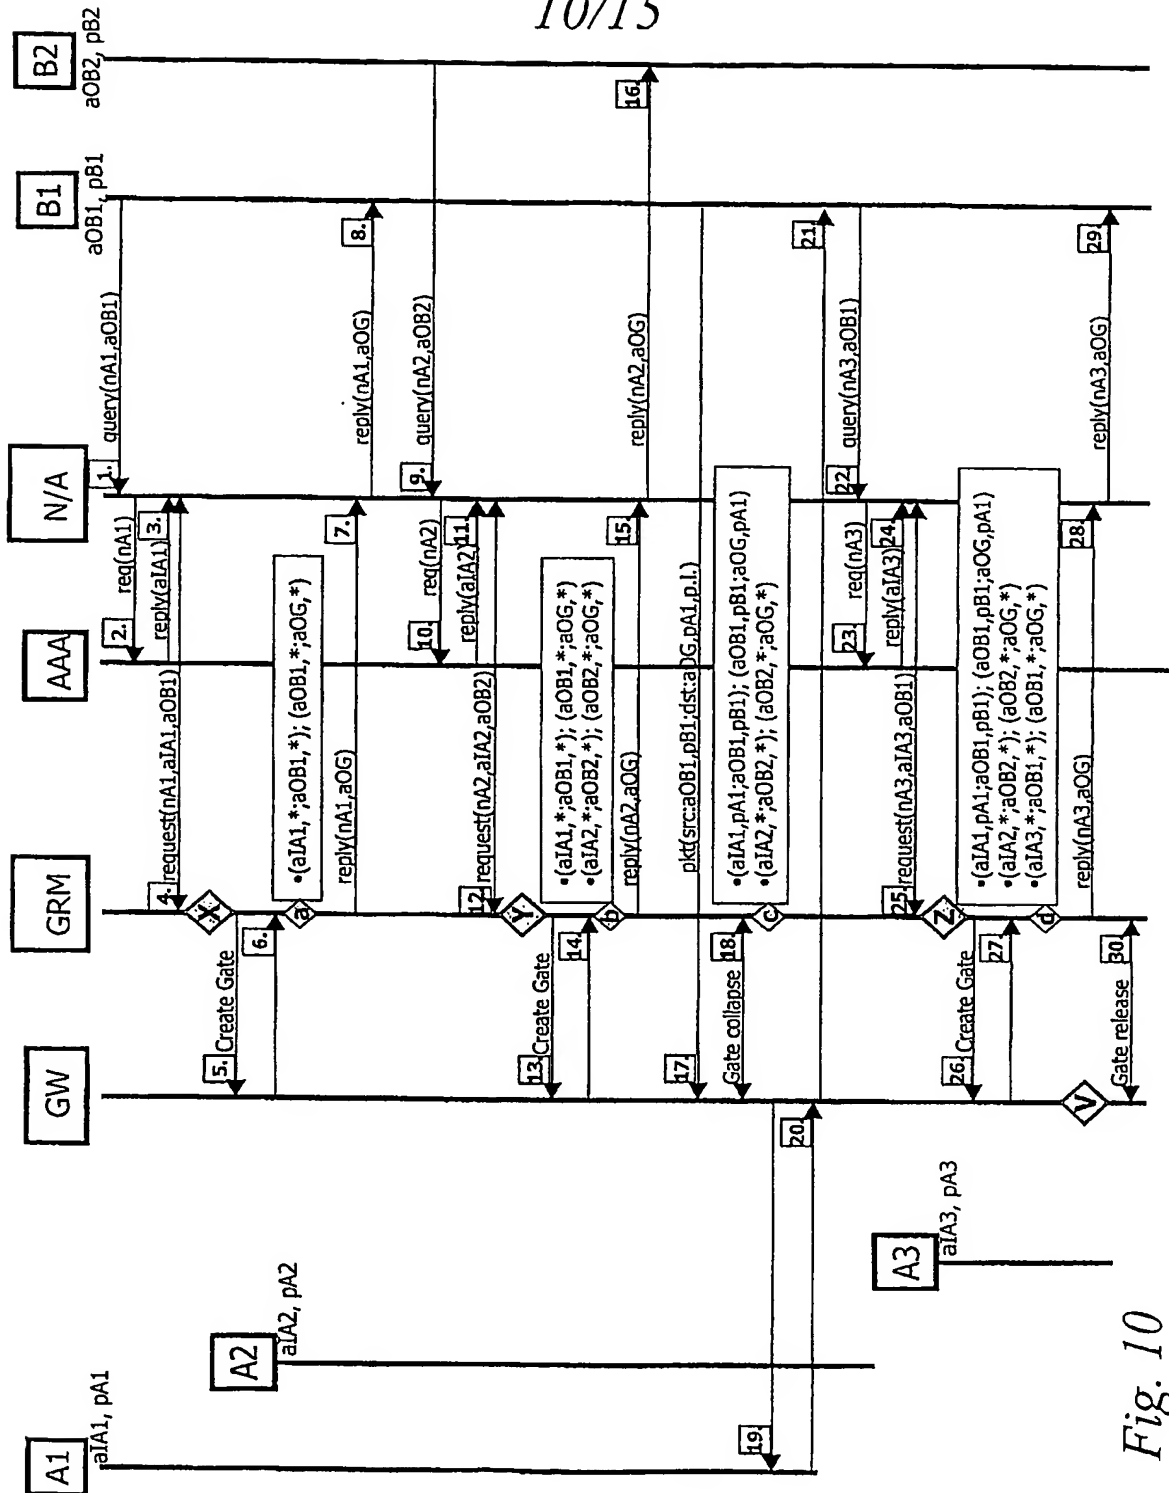 10/15
A1
aIA1, pA1
A2
aIA2, pA2
A3
aIA3, pA3
GW
GRM
AAA
N/A
B1
aOB1, pB1
B2
aOB2, pB2
1.
query(nA1,aOB1)
2.
req(nA1)
3.
reply(aIA1)
4.
request(nA1,aIA1,aOB1)
X
5.
Create Gate
6.
a
•(aIA1,*;aOB1,*); (aOB1,*;aOG,*)
7.
reply(nA1,aOG)
8.
reply(nA1,aOG)
9.
query(nA2,aOB2)
10.
req(nA2)
11.
reply(aIA2)
12.
request(nA2,aIA2,aOB2)
Y
13.
Create Gate
14.
b
•(aIA1,*;aOB1,*); (aOB1,*;aOG,*)
•(aIA2,*;aOB2,*); (aOB2,*;aOG,*)
15.
reply(nA2,aOG)
16.
reply(nA2,aOG)
17.
pkt(src:aOB1,pB1;dst:aOG,pA1,p.l.)
18.
Gate collapse
c
•(aIA1,pA1;aOB1,pB1); (aOB1,pB1;aOG,pA1)
•(aIA2,*;aOB2,*); (aOB2,*;aOG,*)
19.
20.
21.
22.
query(nA3,aOB1)
23.
req(nA3)
24.
reply(aIA3)
25.
request(nA3,aIA3,aOB1)
Z
26.
Create Gate
27.
d
•(aIA1,pA1;aOB1,pB1); (aOB1,pB1;aOG,pA1)
•(aIA2,*;aOB2,*); (aOB2,*;aOG,*)
•(aIA3,*;aOB1,*); (aOB1,*;aOG,*)
28.
reply(nA3,aOG)
29.
reply(nA3,aOG)
V
30.
Gate release
Fig. 10